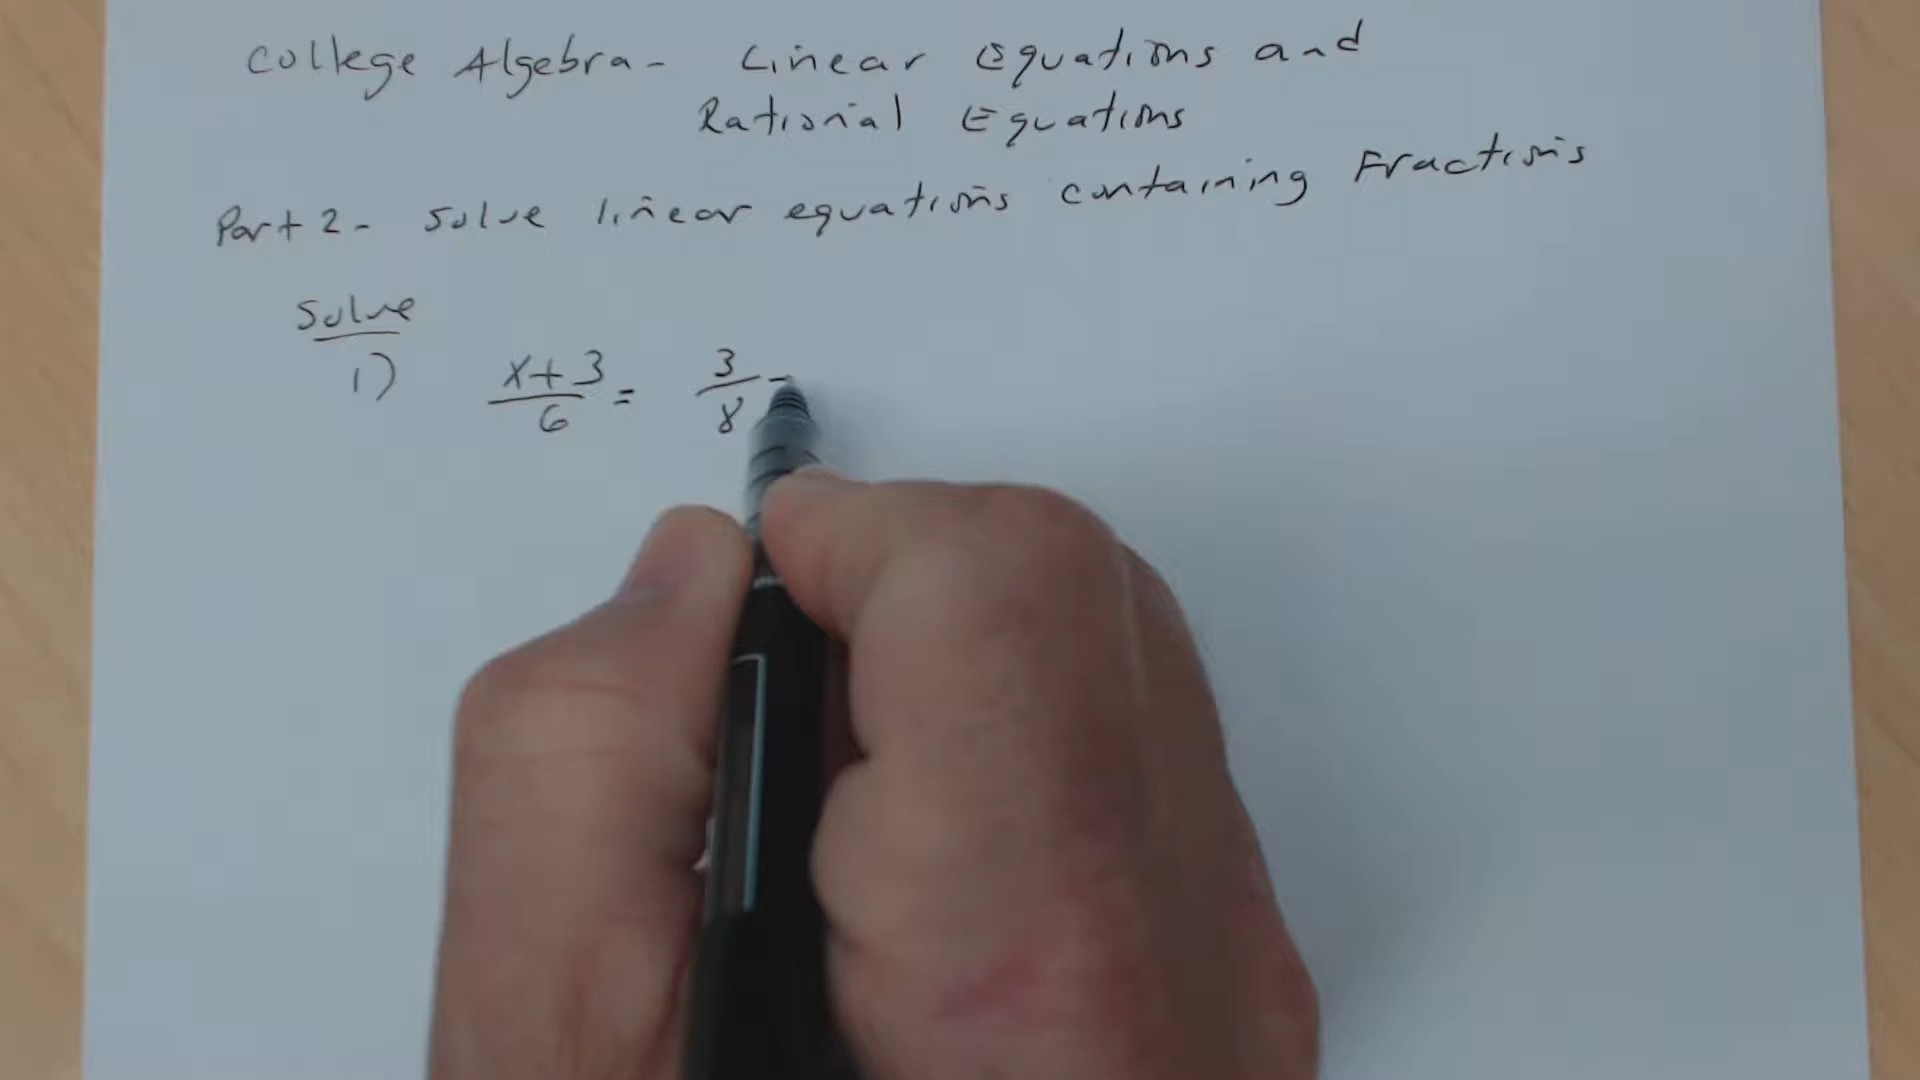 College Algebra - Linear Equations and
Rational Equations
Part 2 - Solve linear equations containing Fractions
Solve
1) x+3/6 = 3/8 -